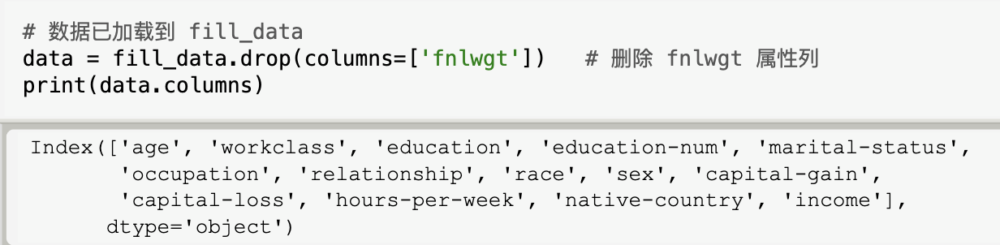 # 数据已加载到 fill_data
data = fill_data.drop(columns=['fnlwgt'])   # 删除 fnlwgt 属性列
print(data.columns)
Index(['age', 'workclass', 'education', 'education-num', 'marital-status',
       'occupation', 'relationship', 'race', 'sex', 'capital-gain',
       'capital-loss', 'hours-per-week', 'native-country', 'income'],
      dtype='object')